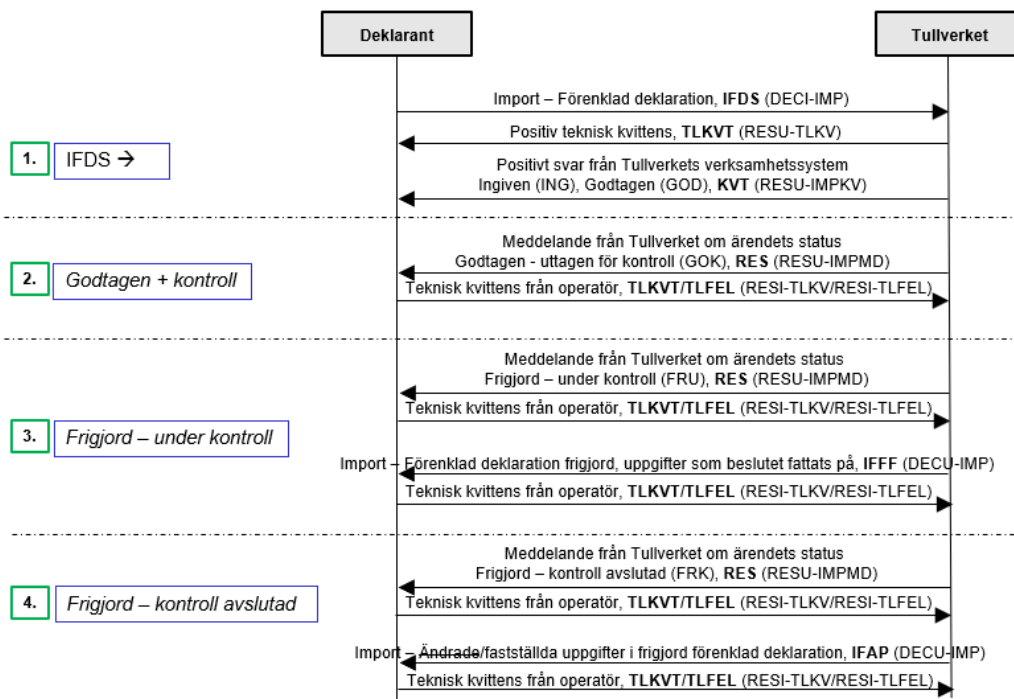 Deklarant
Tullverket
Import – Förenklad deklaration, IFDS (DECI-IMP)
Positiv teknisk kvittens, TLKVT (RESU-TLKV)
1.
IFDS →
Positivt svar från Tullverkets verksamhetssystem
Ingiven (ING), Godtagen (GOD), KVT (RESU-IMPKV)
2.
Godtagen + kontroll
Meddelande från Tullverket om ärendets status
Godtagen - uttagen för kontroll (GOK), RES (RESU-IMPMD)
Teknisk kvittens från operatör, TLKVT/TLFEL (RESI-TLKV/RESI-TLFEL)
3.
Frigjord – under kontroll
Meddelande från Tullverket om ärendets status
Frigjord – under kontroll (FRU), RES (RESU-IMPMD)
Teknisk kvittens från operatör, TLKVT/TLFEL (RESI-TLKV/RESI-TLFEL)
Import – Förenklad deklaration frigjord, uppgifter som beslutet fattats på, IFFF (DECU-IMP)
Teknisk kvittens från operatör, TLKVT/TLFEL (RESI-TLKV/RESI-TLFEL)
4.
Frigjord – kontroll avslutad
Meddelande från Tullverket om ärendets status
Frigjord – kontroll avslutad (FRK), RES (RESU-IMPMD)
Teknisk kvittens från operatör, TLKVT/TLFEL (RESI-TLKV/RESI-TLFEL)
Import – Ändrade/fastställda uppgifter i frigjord förenklad deklaration, IFAP (DECU-IMP)
Teknisk kvittens från operatör, TLKVT/TLFEL (RESI-TLKV/RESI-TLFEL)